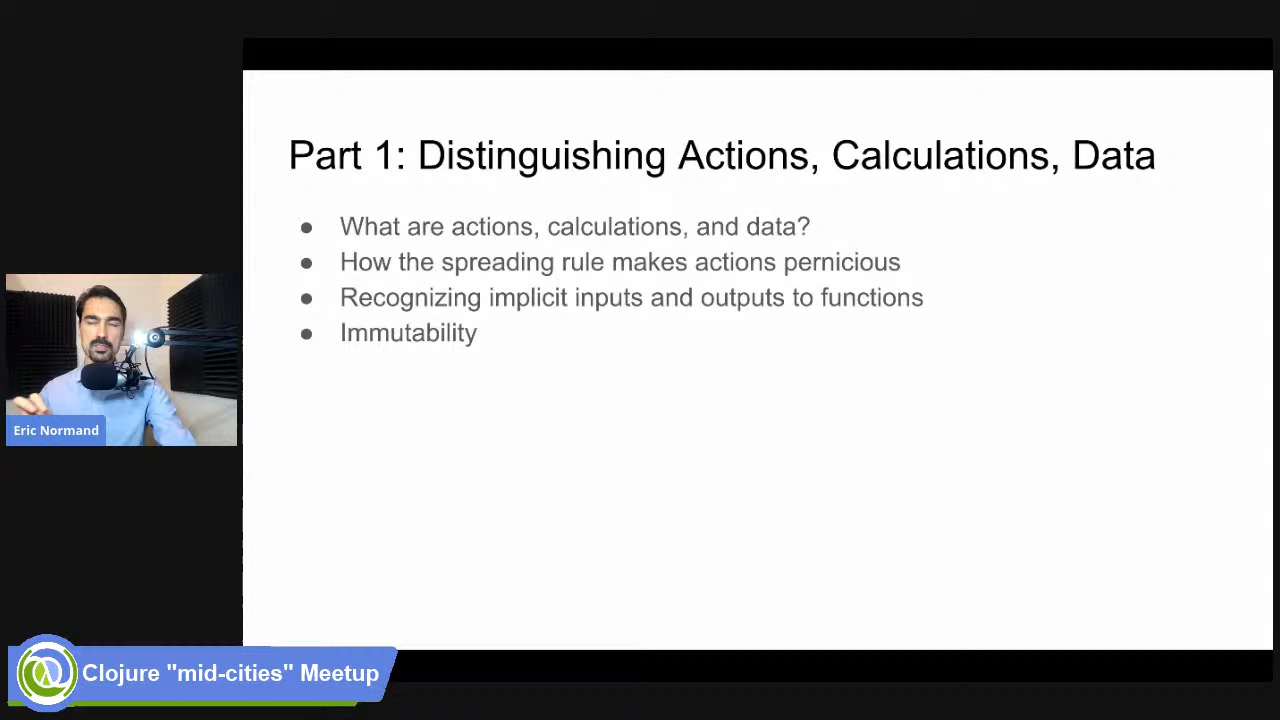 Part 1: Distinguishing Actions, Calculations, Data
● What are actions, calculations, and data?
● How the spreading rule makes actions pernicious
● Recognizing implicit inputs and outputs to functions
● Immutability
Eric Normand
Clojure "mid-cities" Meetup